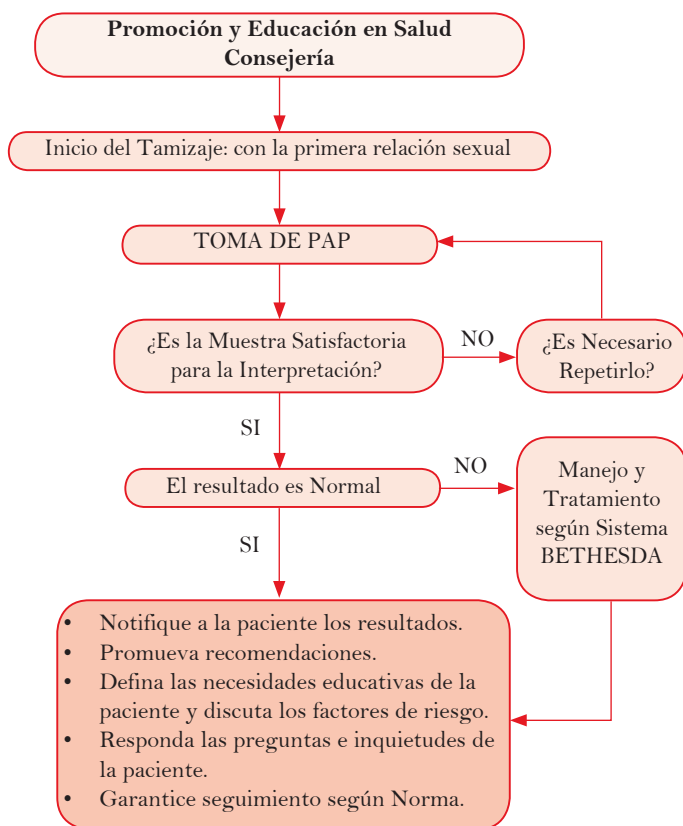 Promoción y Educación en Salud
Consejería
Inicio del Tamizaje: con la primera relación sexual
TOMA DE PAP
¿Es la Muestra Satisfactoria
para la Interpretación?
NO
¿Es Necesario
Repetirlo?
SI
El resultado es Normal
NO
Manejo y
Tratamiento
según Sistema
BETHESDA
SI
• Notifique a la paciente los resultados.
• Promueva recomendaciones.
• Defina las necesidades educativas de la
paciente y discuta los factores de riesgo.
• Responda las preguntas e inquietudes de
la paciente.
• Garantice seguimiento según Norma.